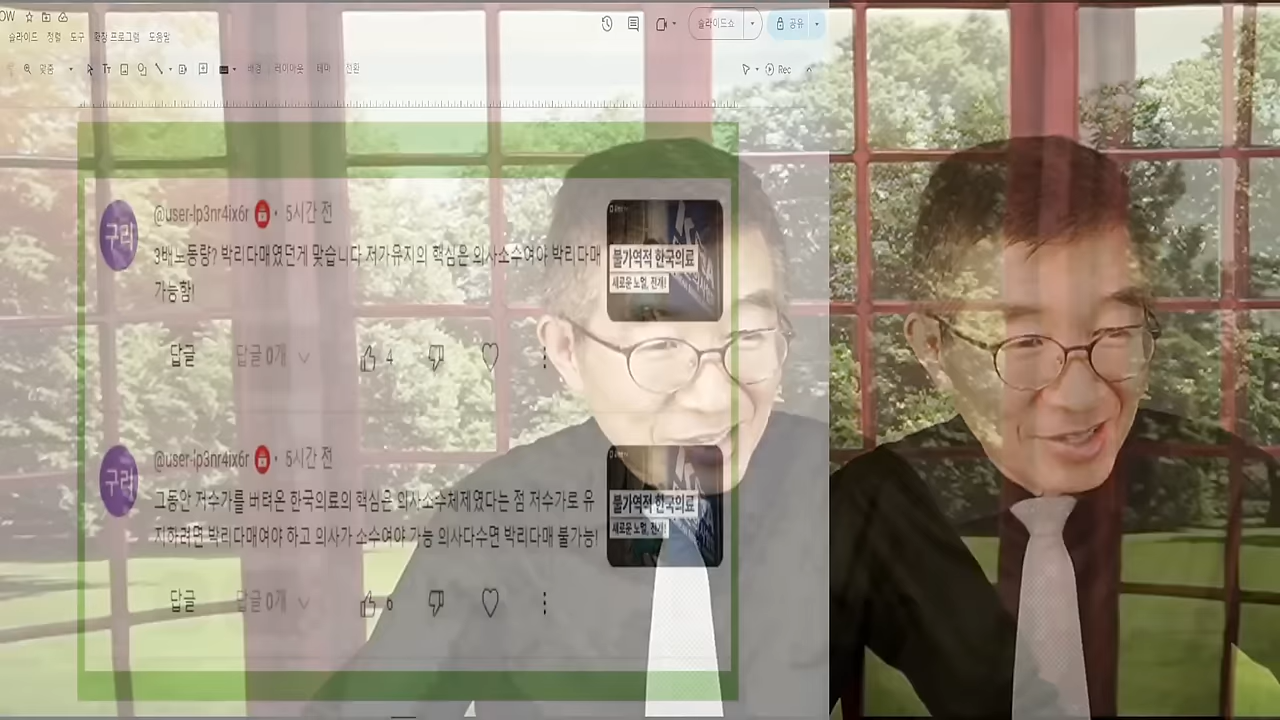 OW
슬라이드쇼
공유
슬라이드 정렬 도구 확장 프로그램 도움말
맞춤
배경 레이아웃 테마 전환
Rec
구리
@user-lp3nr4ix6r · 5시간 전
3배노동량? 박리다매였던게 맞습니다 저가유지의 핵심은 의사소수여야 박리다매
가능함!
불가역적 한국의료
새로운 노멀, 전개!
답글 답글 0개 4
구리
@user-lp3nr4ix6r · 5시간 전
그동안 저수가를 버텨온 한국의료의 핵심은 의사소수체제였다는 점 저수가로 유
지하려면 박리다매여야 하고 의사가 소수여야 가능 의사다수면 박리다매 불가능!
불가역적 한국의료
새로운 노멀, 전개!
답글 답글 0개 0